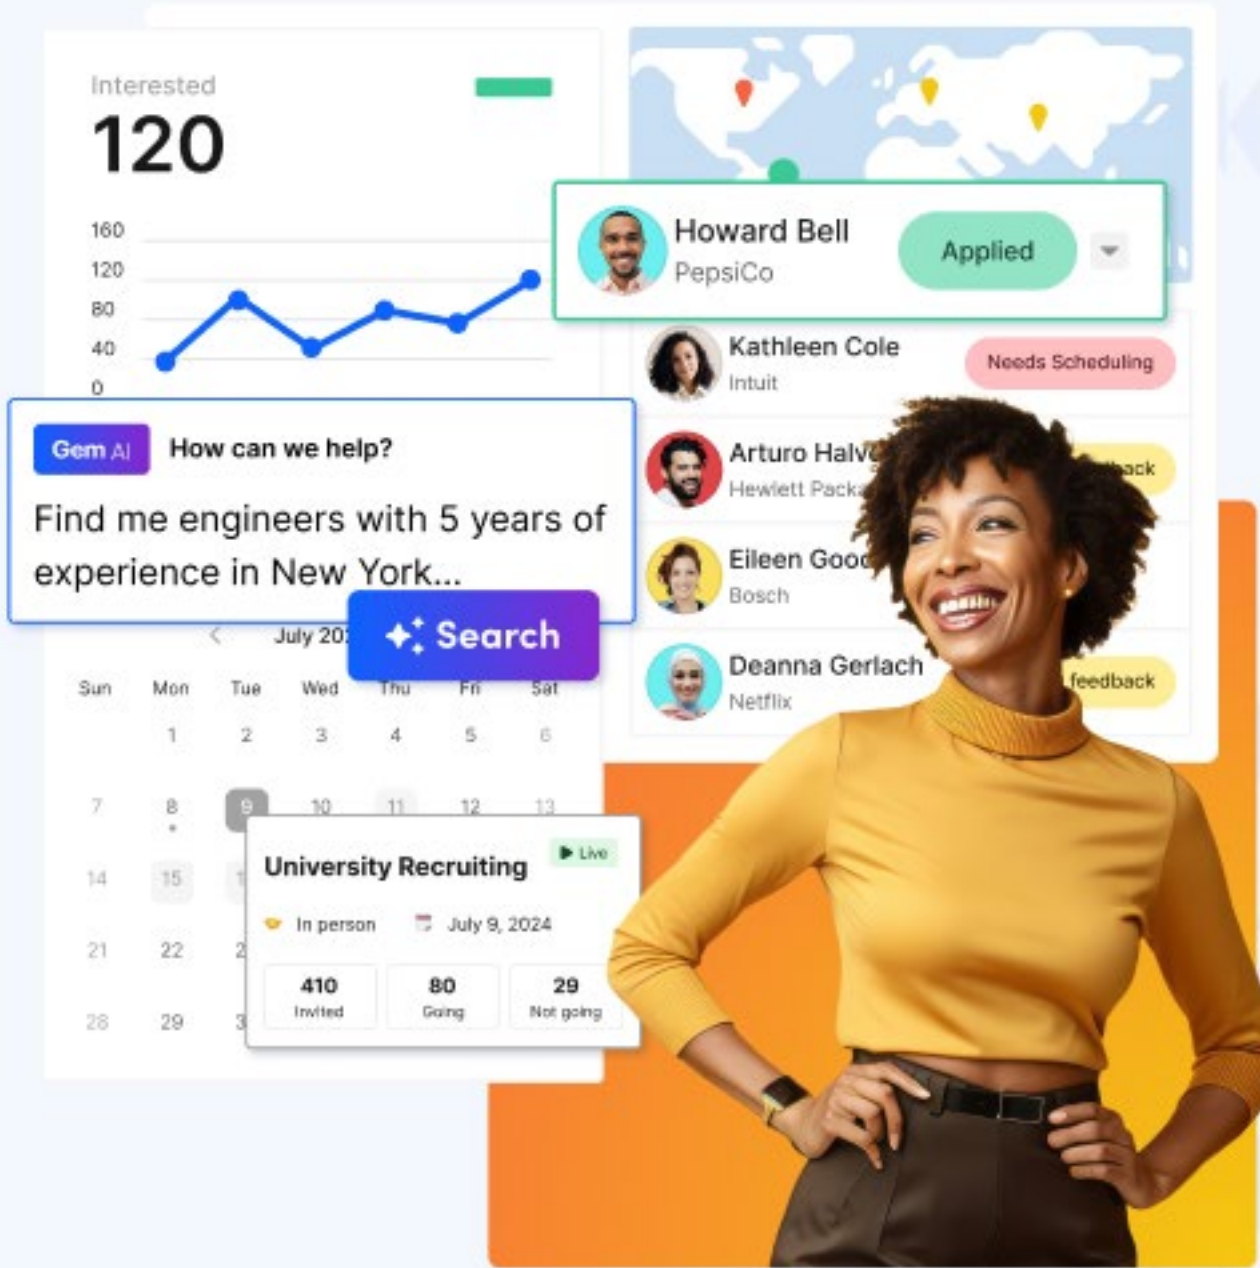 Interested
120
160
120
80
40
0
Howard Bell
PepsiCo
Applied
Kathleen Cole
Intuit
Needs Scheduling
Arturo
Hewlett
Eileen
Bosch
Deanna Gerlach
Netflix
feedback
Gem AI
How can we help?
Find me engineers with 5 years of
experience in New York...
Search
July
Sun Mon Tue Wed Thu Fri Sat
1 2 3 4 5 6
7 8 9 10 11 12 13
14 15
21 22
28 29
University Recruiting
Live
In person
July 9, 2024
410
Invited
80
Going
29
Not going